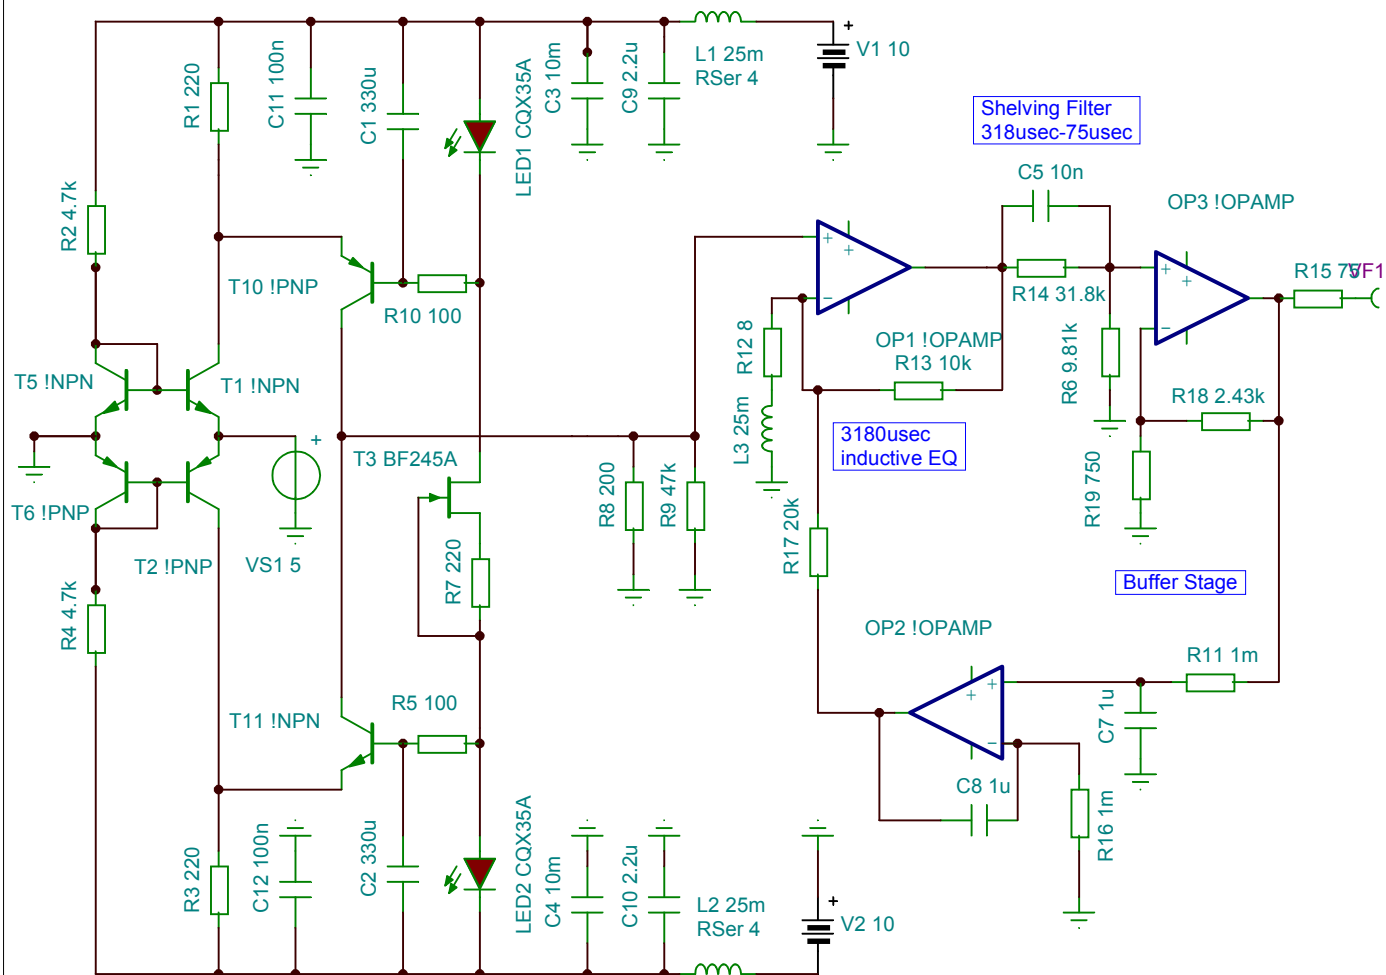 L1 25m
RSer 4
V1 10
R1 220
C11 100n
C1 330u
LED1 CQX35A
C3 10m
C9 2.2u
Shelving Filter
318usec-75usec
C5 10n
OP3 !OPAMP
R2 4.7k
T10 !PNP
R10 100
R14 31.8k
R15 75
VF1
R12 8
OP1 !OPAMP
R13 10k
R6 9.81k
T5 !NPN
T1 !NPN
R18 2.43k
L3 25m
3180usec
inductive EQ
T3 BF245A
R8 200
R9 47k
R19 750
T6 !PNP
T2 !PNP
VS1 5
R7 220
R17 20k
Buffer Stage
R4 4.7k
OP2 !OPAMP
R11 1m
R5 100
T11 !NPN
C7 1u
C8 1u
R16 1m
R3 220
C12 100n
C2 330u
LED2 CQX35A
C4 10m
C10 2.2u
L2 25m
RSer 4
V2 10